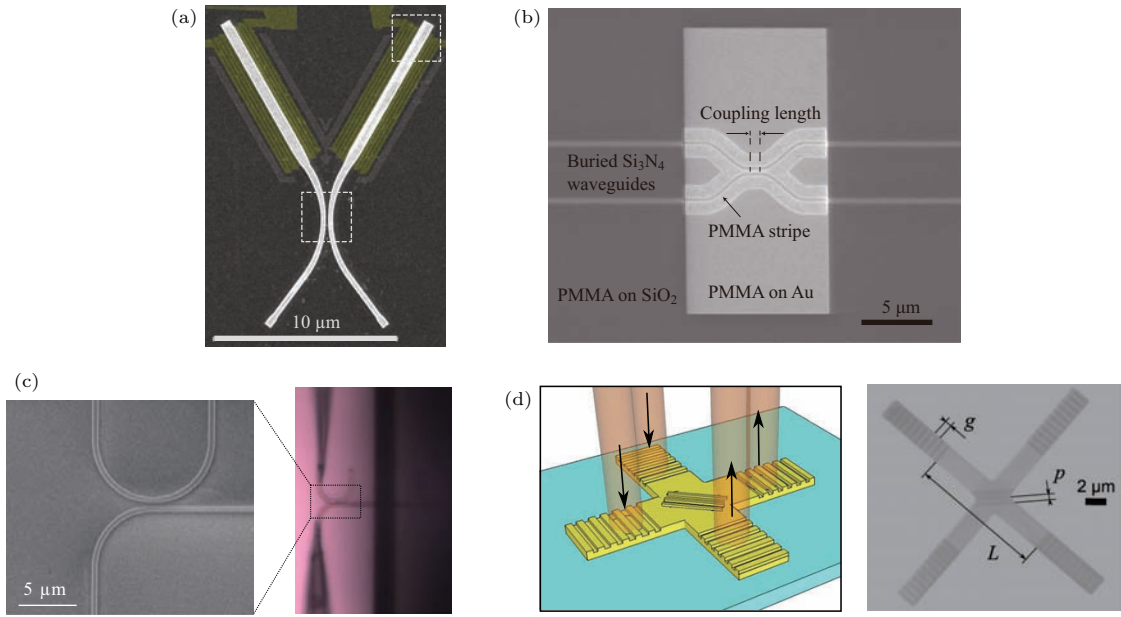 (a)
10 μm
(b)
Coupling length
Buried Si₃N₄
waveguides
PMMA stripe
PMMA on SiO₂
PMMA on Au
5 μm
(c)
5 μm
(d)
g
p
2 μm
L